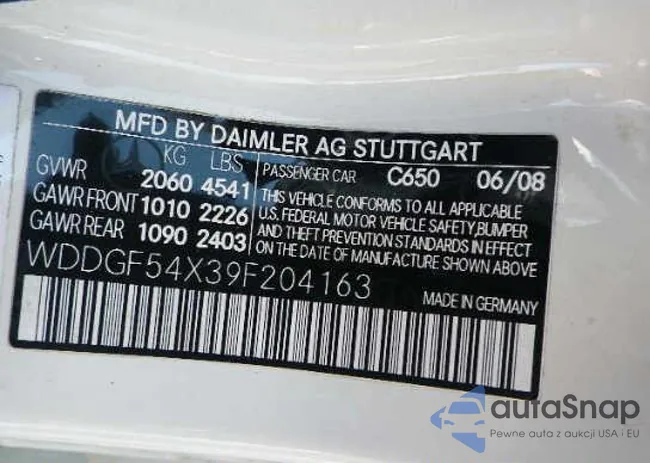 MFD BY DAIMLER AG STUTTGART
KG LBS PASSENGER CAR C650 06/08
GVWR 2060 4541
GAWR FRONT 1010 2226
GAWR REAR 1090 2403
THIS VEHICLE CONFORMS TO ALL APPLICABLE
U.S. FEDERAL MOTOR VEHICLE SAFETY,BUMPER
AND THEFT PREVENTION STANDARDS IN EFFECT
ON THE DATE OF MANUFACTURE SHOWN ABOVE
WDDGF54X39F204163
MADE IN GERMANY
autaSnap
Pewne auta z aukcji USA i EU